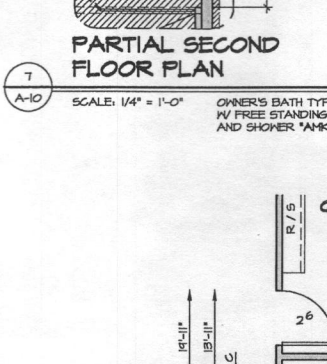 PARTIAL SECOND
FLOOR PLAN
7
A-10
SCALE: 1/4" = 1'-0"
OWNER'S BATH TYP
W/ FREE STANDING
AND SHOWER "AMK
R / S
2⁶
19'-11"
13'-11"